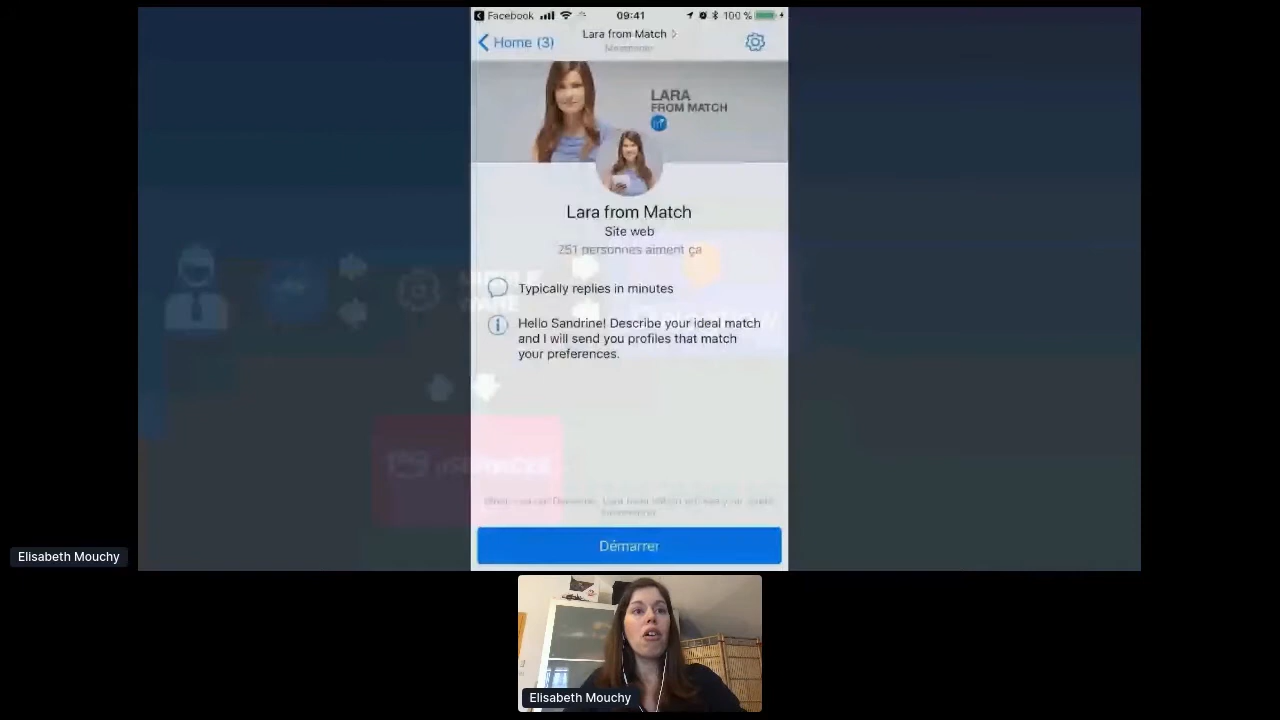 Facebook 09:41 100 %
Home (3) Lara from Match
LARA
FROM MATCH
Lara from Match
Site web
251 personnes aiment ça
Typically replies in minutes
Hello Sandrine! Describe your ideal match
and I will send you profiles that match
your preferences.
Démarrer
Elisabeth Mouchy
Elisabeth Mouchy